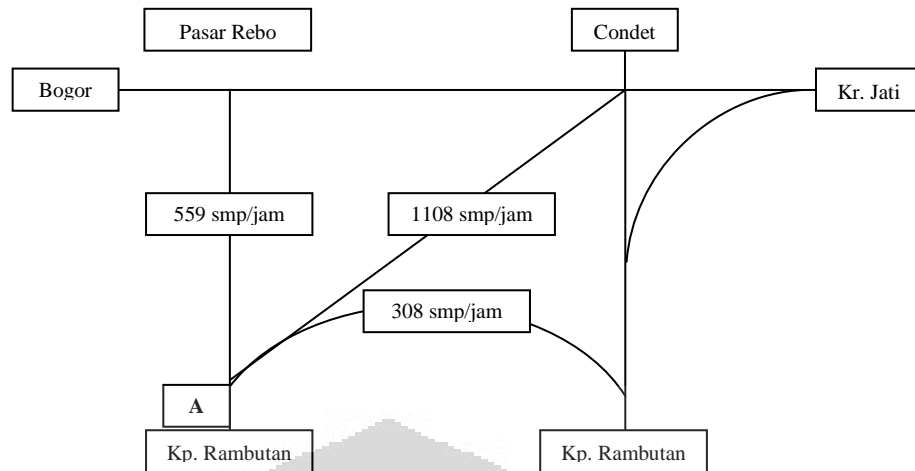 Pasar Rebo
Condet
Bogor
Kr. Jati
559 smp/jam
1108 smp/jam
308 smp/jam
A
Kp. Rambutan
Kp. Rambutan